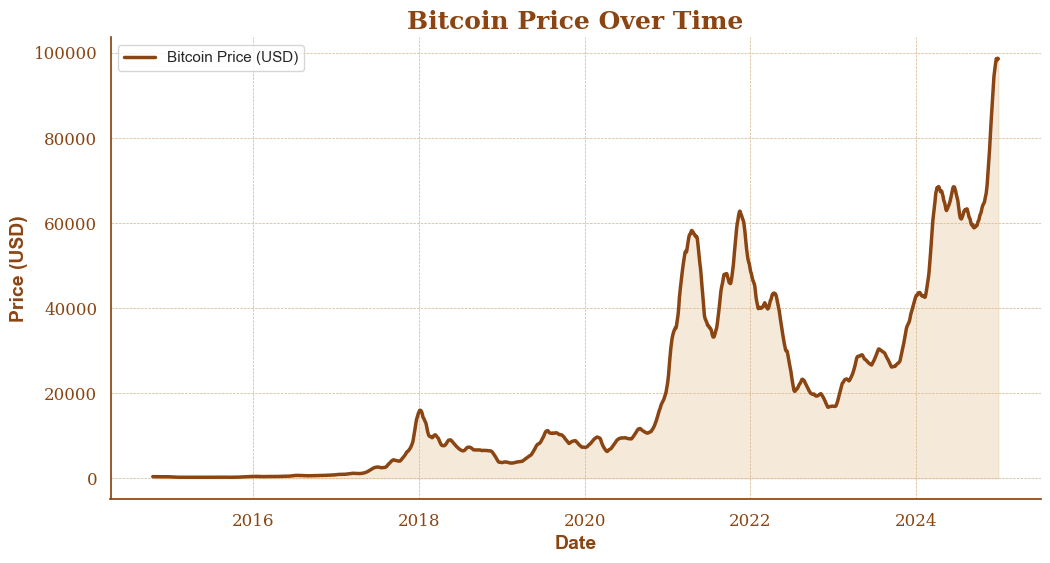 Bitcoin Price Over Time
Bitcoin Price (USD)
100000
80000
60000
40000
20000
0
Price (USD)
2016 2018 2020 2022 2024
Date